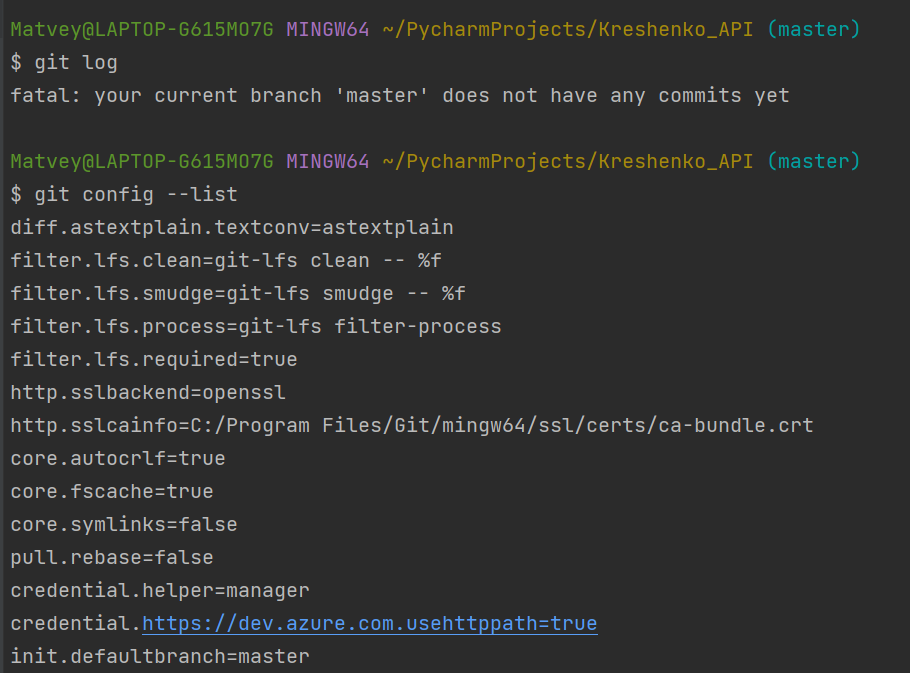 Matvey@LAPTOP-G615MO7G MINGW64 ~/PycharmProjects/Kreshenko_API (master)
$ git log
fatal: your current branch 'master' does not have any commits yet
Matvey@LAPTOP-G615MO7G MINGW64 ~/PycharmProjects/Kreshenko_API (master)
$ git config --list
diff.astextplain.textconv=astextplain
filter.lfs.clean=git-lfs clean -- %f
filter.lfs.smudge=git-lfs smudge -- %f
filter.lfs.process=git-lfs filter-process
filter.lfs.required=true
http.sslbackend=openssl
http.sslcainfo=C:/Program Files/Git/mingw64/ssl/certs/ca-bundle.crt
core.autocrlf=true
core.fscache=true
core.symlinks=false
pull.rebase=false
credential.helper=manager
credential.https://dev.azure.com.usehttppath=true
init.defaultbranch=master